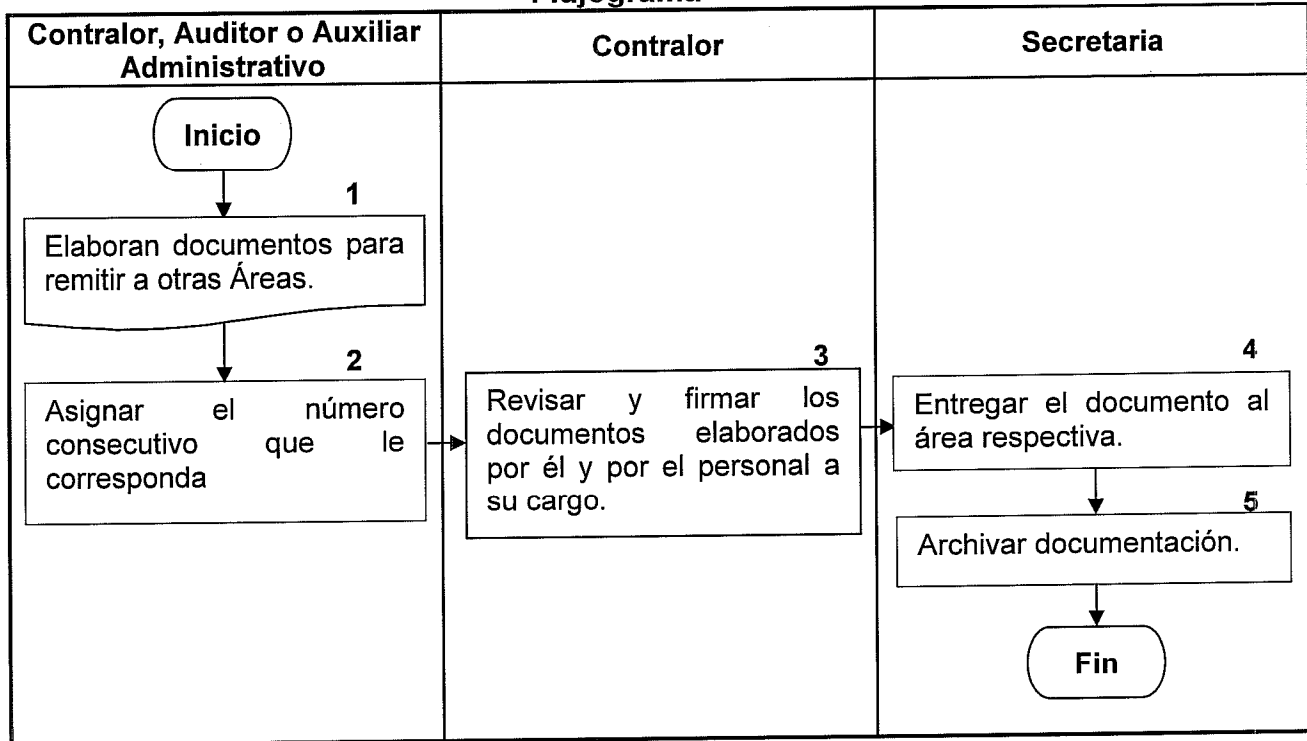 Flujograma
Contralor, Auditor o Auxiliar
Administrativo
Contralor
Secretaria
Inicio
1
Elaboran documentos para
remitir a otras Áreas.
2
Asignar el número
consecutivo que le
corresponda
3
Revisar y firmar los
documentos elaborados
por él y por el personal a
su cargo.
4
Entregar el documento al
área respectiva.
5
Archivar documentación.
Fin